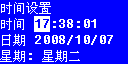 时间设置
时间 17:38:01
日期 2008/10/07
星期: 星期二